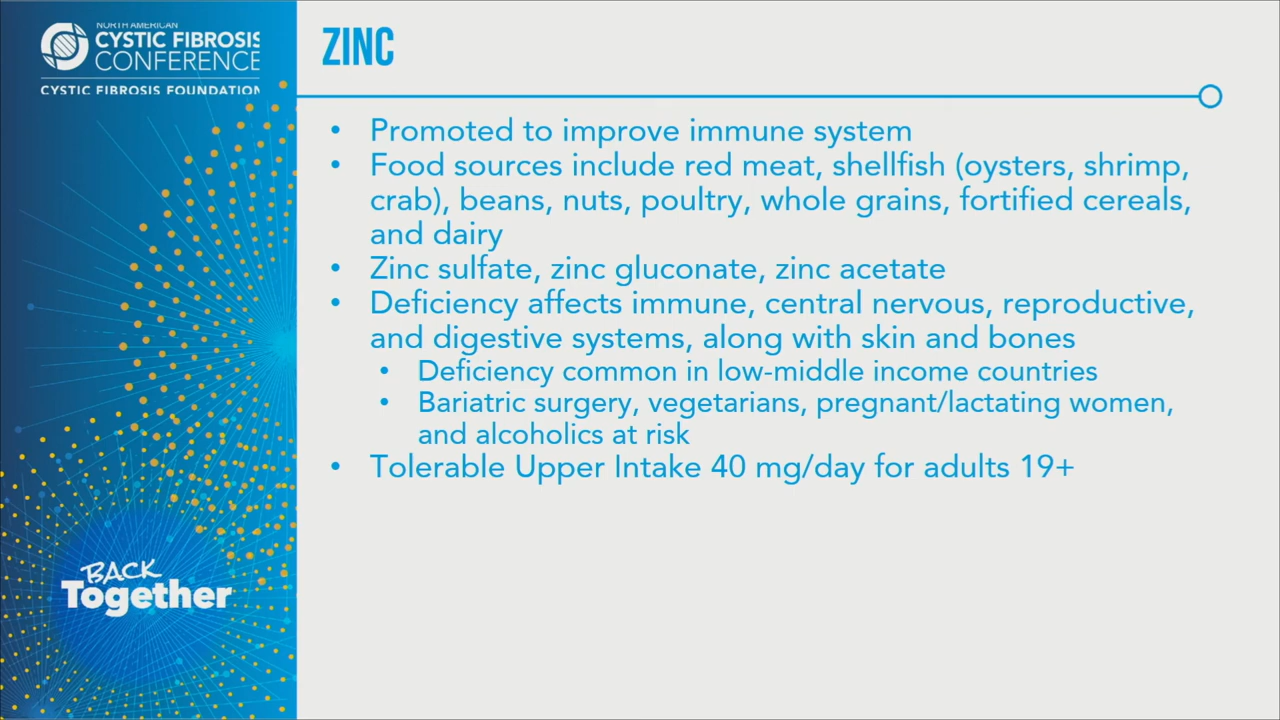 NORTH AMERICAN
CYSTIC FIBROSIS
CONFERENCE
CYSTIC FIBROSIS FOUNDATION
BACK
Together
ZINC
• Promoted to improve immune system
• Food sources include red meat, shellfish (oysters, shrimp,
crab), beans, nuts, poultry, whole grains, fortified cereals,
and dairy
• Zinc sulfate, zinc gluconate, zinc acetate
• Deficiency affects immune, central nervous, reproductive,
and digestive systems, along with skin and bones
• Deficiency common in low-middle income countries
• Bariatric surgery, vegetarians, pregnant/lactating women,
and alcoholics at risk
• Tolerable Upper Intake 40 mg/day for adults 19+